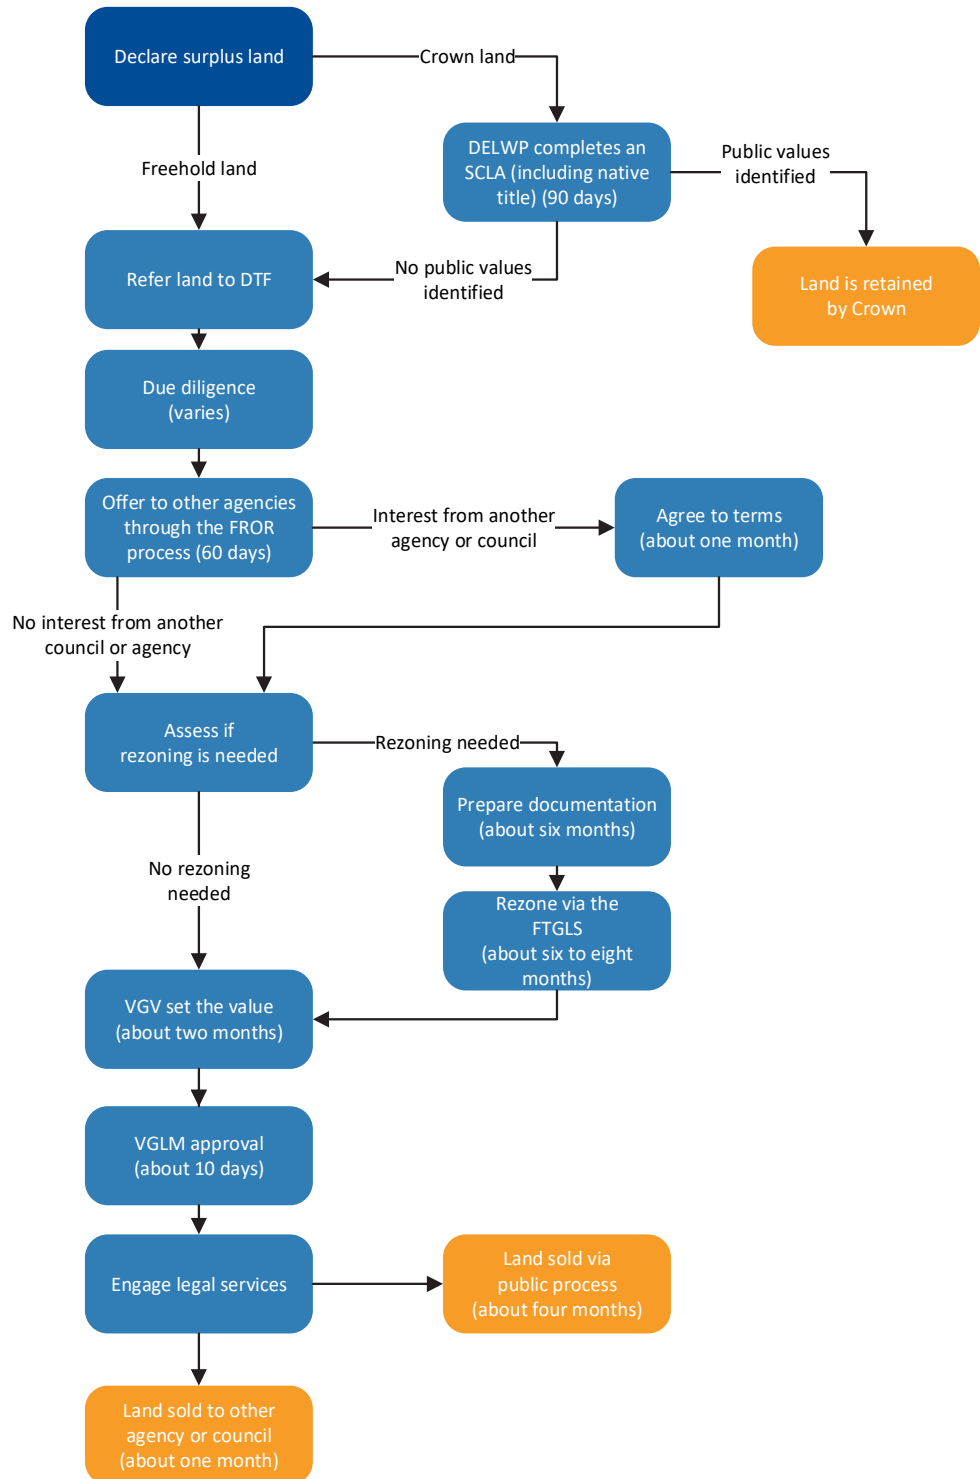 Declare surplus land
Crown land
Freehold land
DELWP completes an
SCLA (including native
title) (90 days)
Public values
identified
Refer land to DTF
No public values
identified
Land is retained
by Crown
Due diligence
(varies)
Offer to other agencies
through the FROR
process (60 days)
Interest from another
agency or council
Agree to terms
(about one month)
No interest from another
council or agency
Assess if
rezoning is needed
Rezoning needed
Prepare documentation
(about six months)
No rezoning
needed
Rezone via the
FTGLS
(about six to eight
months)
VGV set the value
(about two months)
VGLM approval
(about 10 days)
Engage legal services
Land sold via
public process
(about four months)
Land sold to other
agency or council
(about one month)